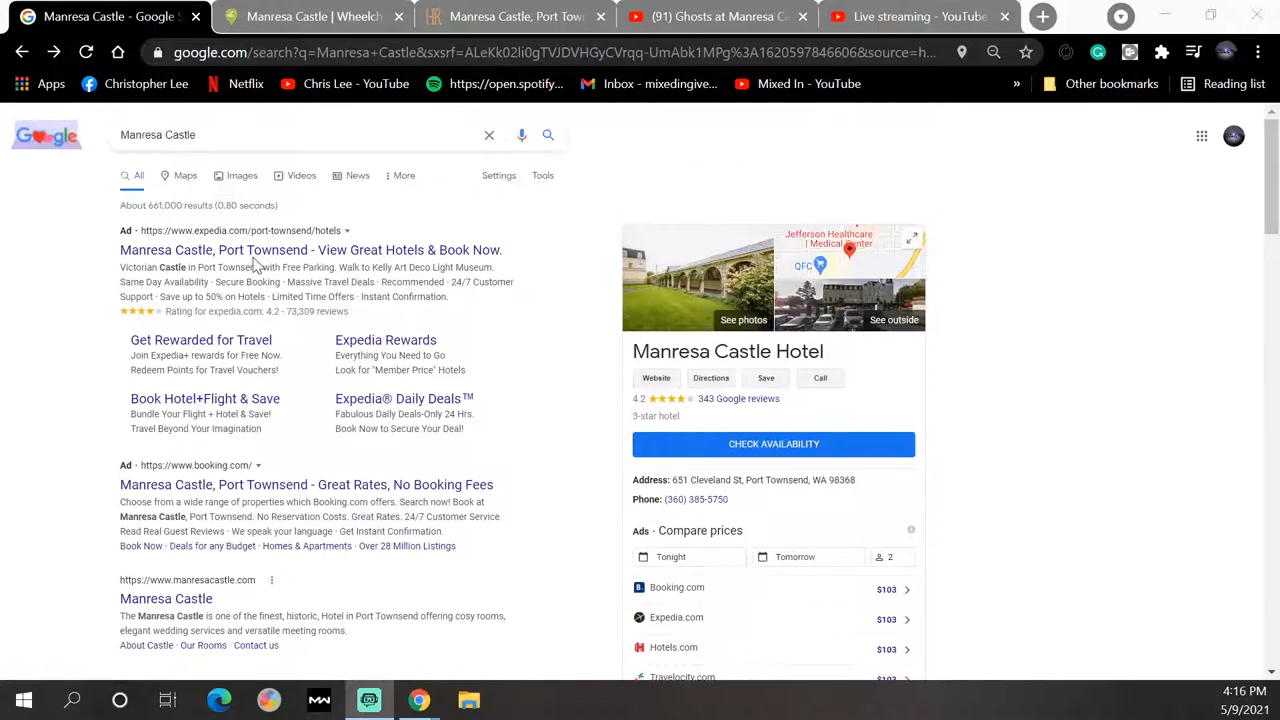 Manresa Castle - Google S
Manresa Castle | Wheelch
Manresa Castle, Port Tow
(91) Ghosts at Manresa C
Live streaming - YouTube
google.com/search?q=Manresa+Castle&sxsrf=ALeKk02li0gTVJDVHGyCVrqq-UmAbk1MPg%3A1620597846606&source=h...
Apps
Christopher Lee
Netflix
Chris Lee - YouTube
https://open.spotify...
Inbox - mixedingive...
Mixed In - YouTube
»
Other bookmarks
Reading list
Google
Manresa Castle
All
Maps
Images
Videos
News
More
Settings
Tools
About 661,000 results (0.80 seconds)
Ad · https://www.expedia.com/port-townsend/hotels
Manresa Castle, Port Townsend - View Great Hotels & Book Now.
Victorian Castle in Port Townsend with Free Parking. Walk to Kelly Art Deco Light Museum.
Same Day Availability · Secure Booking · Massive Travel Deals · Recommended · 24/7 Customer
Support · Save up to 50% on Hotels · Limited Time Offers · Instant Confirmation.
Rating for expedia.com: 4.2 - 73,309 reviews
Get Rewarded for Travel
Join Expedia+ rewards for Free Now.
Redeem Points for Travel Vouchers!
Expedia Rewards
Everything You Need to Go
Look for "Member Price" Hotels
Book Hotel+Flight & Save
Bundle Your Flight + Hotel & Save!
Travel Beyond Your Imagination
Expedia® Daily Deals™
Fabulous Daily Deals-Only 24 Hrs.
Book Now to Secure Your Deal!
Ad · https://www.booking.com/
Manresa Castle, Port Townsend - Great Rates, No Booking Fees
Choose from a wide range of properties which Booking.com offers. Search now! Book at
Manresa Castle, Port Townsend. No Reservation Costs. Great Rates. 24/7 Customer Service
Read Real Guest Reviews · We speak your language · Get Instant Confirmation.
Book Now · Deals for any Budget · Homes & Apartments · Over 28 Million Listings
https://www.manresacastle.com
Manresa Castle
The Manresa Castle is one of the finest, historic, Hotel in Port Townsend offering cosy rooms,
elegant wedding services and versatile meeting rooms.
About Castle · Our Rooms · Contact us
Jefferson Healthcare
Medical Center
QFC
See photos
See outside
Manresa Castle Hotel
Website
Directions
Save
Call
4.2
343 Google reviews
3-star hotel
CHECK AVAILABILITY
Address: 651 Cleveland St, Port Townsend, WA 98368
Phone: (360) 385-5750
Ads · Compare prices
Tonight
Tomorrow
2
B.
Booking.com
$103
Expedia.com
$103
Hotels.com
$103
Travelocity.com
$103
MW
4:16 PM
5/9/2021